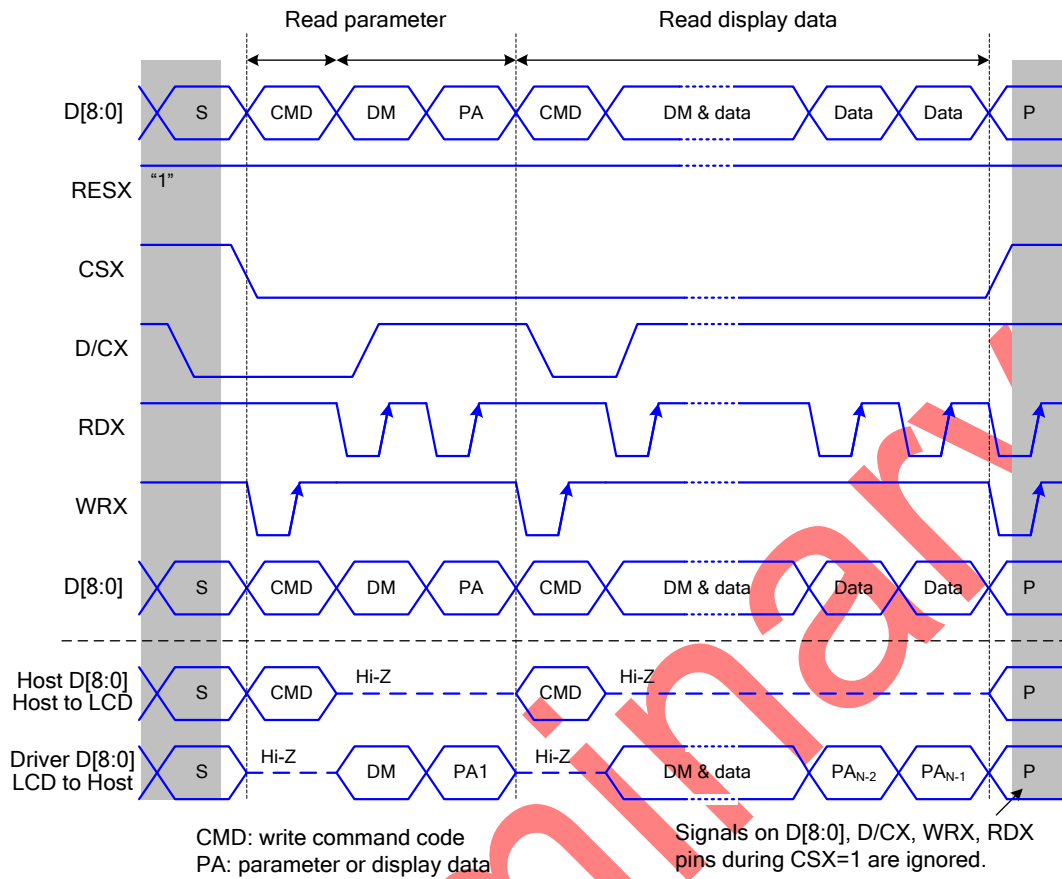 Read parameter Read display data
D[8:0] S CMD DM PA CMD DM & data Data Data P
RESX "1"
CSX
D/CX
RDX
WRX
D[8:0] S CMD DM PA CMD DM & data Data Data P
Host D[8:0]
Host to LCD S CMD Hi-Z CMD Hi-Z P
Driver D[8:0]
LCD to Host S Hi-Z DM PA1 Hi-Z DM & data PAN-2 PAN-1 P
CMD: write command code
PA: parameter or display data
Signals on D[8:0], D/CX, WRX, RDX
pins during CSX=1 are ignored.